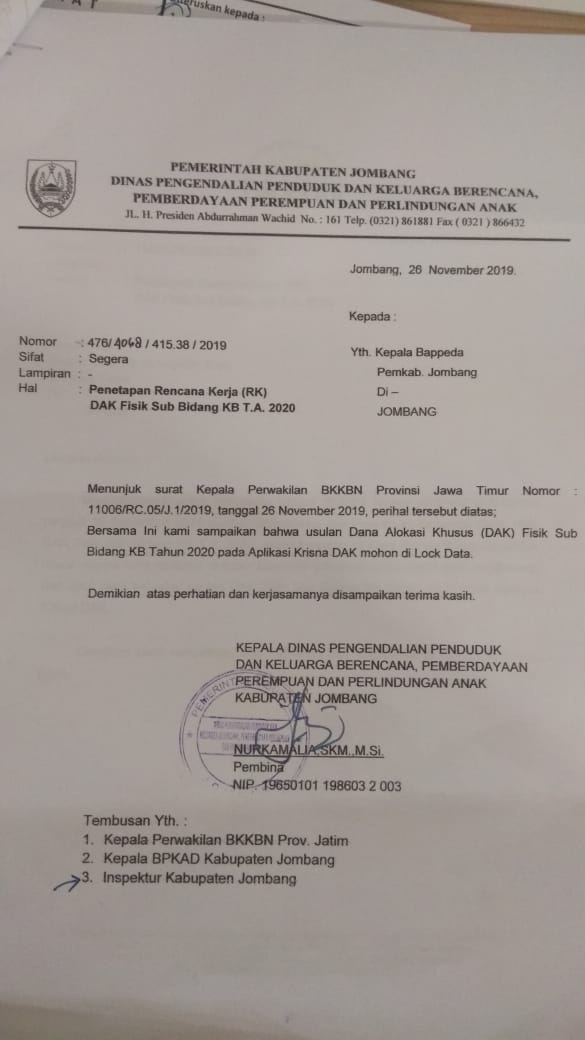 ruskan kepada :
PEMERINTAH KABUPATEN JOMBANG
DINAS PENGENDALIAN PENDUDUK DAN KELUARGA BERENCANA,
PEMBERDAYAAN PEREMPUAN DAN PERLINDUNGAN ANAK
JL. H. Presiden Abdurrahman Wachid No. : 161 Telp. (0321) 861881 Fax ( 0321 ) 866432
Jombang, 26 November 2019.
Kepada :
Nomor : 476/ 4068 / 415.38 / 2019
Sifat : Segera
Lampiran : -
Hal : Penetapan Rencana Kerja (RK)
DAK Fisik Sub Bidang KB T.A. 2020
Yth. Kepala Bappeda
Pemkab. Jombang
Di –
JOMBANG
Menunjuk surat Kepala Perwakilan BKKBN Provinsi Jawa Timur Nomor :
11006/RC.05/J.1/2019, tanggal 26 November 2019, perihal tersebut diatas;
Bersama Ini kami sampaikan bahwa usulan Dana Alokasi Khusus (DAK) Fisik Sub
Bidang KB Tahun 2020 pada Aplikasi Krisna DAK mohon di Lock Data.
Demikian atas perhatian dan kerjasamanya disampaikan terima kasih.
KEPALA DINAS PENGENDALIAN PENDUDUK
DAN KELUARGA BERENCANA, PEMBERDAYAAN
PEREMPUAN DAN PERLINDUNGAN ANAK
KABUPATEN JOMBANG
NURKAMALIA,SKM.,M.Si.
Pembina
NIP. 19650101 198603 2 003
Tembusan Yth. :
1. Kepala Perwakilan BKKBN Prov. Jatim
2. Kepala BPKAD Kabupaten Jombang
3. Inspektur Kabupaten Jombang